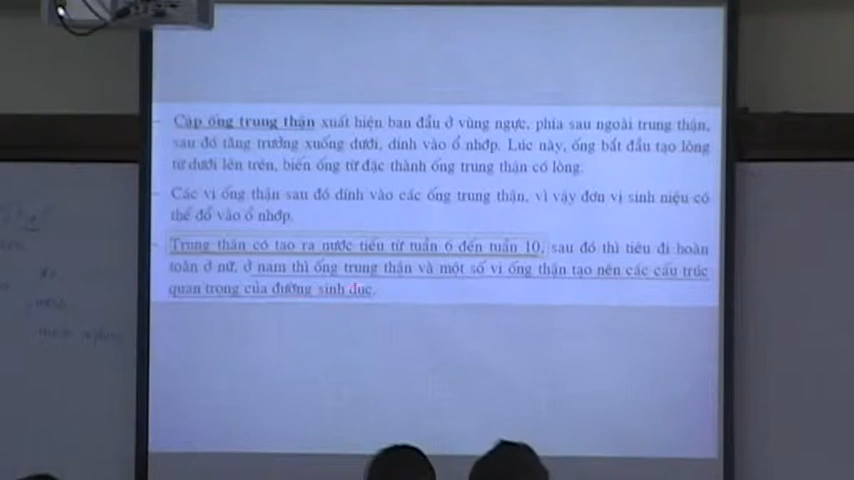 - Cặp ống trung thận xuất hiện ban đầu ở vùng ngực, phía sau ngoài trung thận,
sau đó tăng trưởng xuống dưới, dính vào ổ nhớp. Lúc này, ống bắt đầu tạo lòng
từ dưới lên trên, biến ống từ đặc thành ống trung thận có lòng.
- Các vi ống thận sau đó dính vào các ống trung thận, vì vậy đơn vị sinh niệu có
thể đổ vào ổ nhớp.
- Trung thận có tạo ra nước tiểu từ tuần 6 đến tuần 10, sau đó thì tiêu đi hoàn
toàn ở nữ, ở nam thì ống trung thận và một số vi ống thận tạo nên các cấu trúc
quan trọng của đường sinh dục.